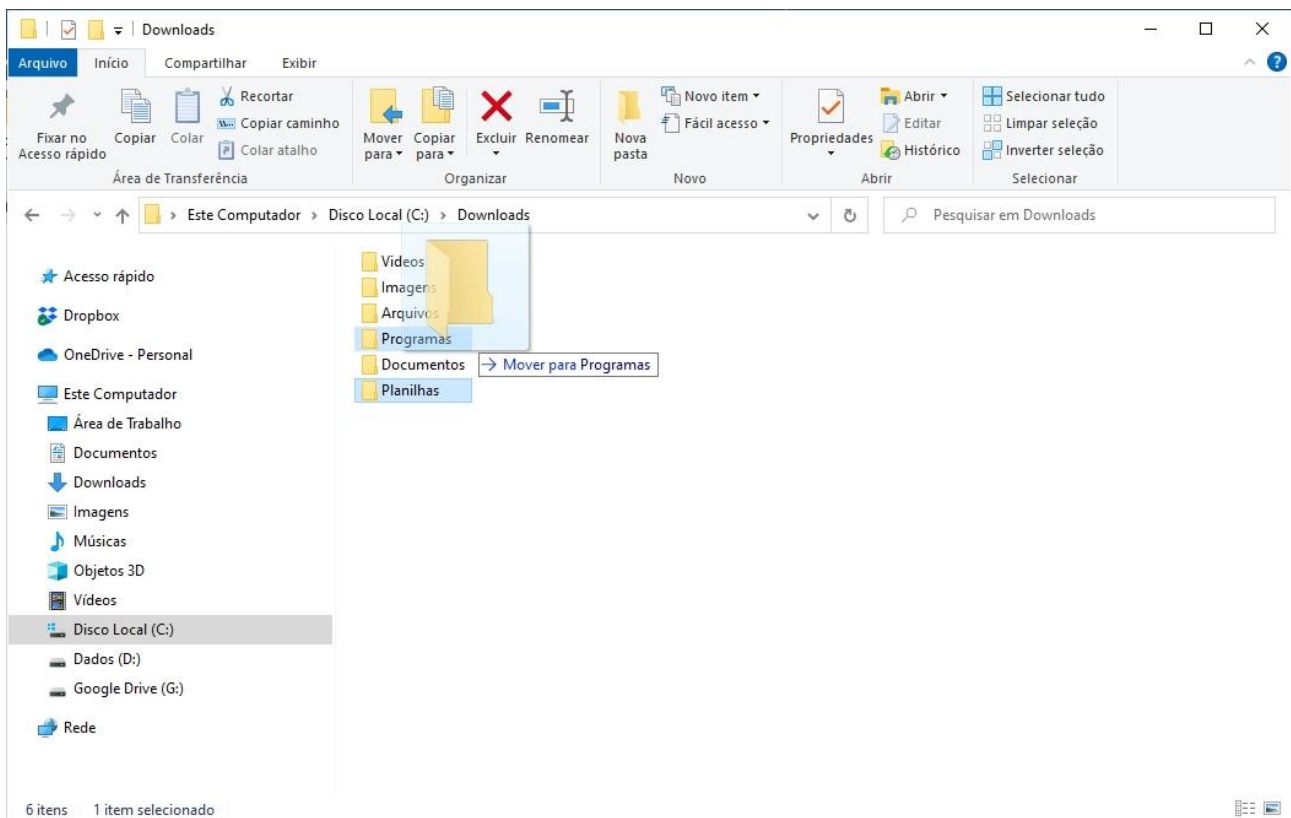 Downloads
Arquivo Início Compartilhar Exibir
Fixar no Acesso rápido
Copiar
Colar
Recortar
Copiar caminho
Colar atalho
Área de Transferência
Mover para
Copiar para
Excluir
Renomear
Organizar
Nova pasta
Novo item
Fácil acesso
Novo
Propriedades
Abrir
Editar
Histórico
Abrir
Selecionar tudo
Limpar seleção
Inverter seleção
Selecionar
Este Computador > Disco Local (C:) > Downloads
Pesquisar em Downloads
Acesso rápido
Dropbox
OneDrive - Personal
Este Computador
Área de Trabalho
Documentos
Downloads
Imagens
Músicas
Objetos 3D
Vídeos
Disco Local (C:)
Dados (D:)
Google Drive (G:)
Rede
Videos
Imagens
Arquivos
Programas
Documentos
→ Mover para Programas
Planilhas
6 itens 1 item selecionado